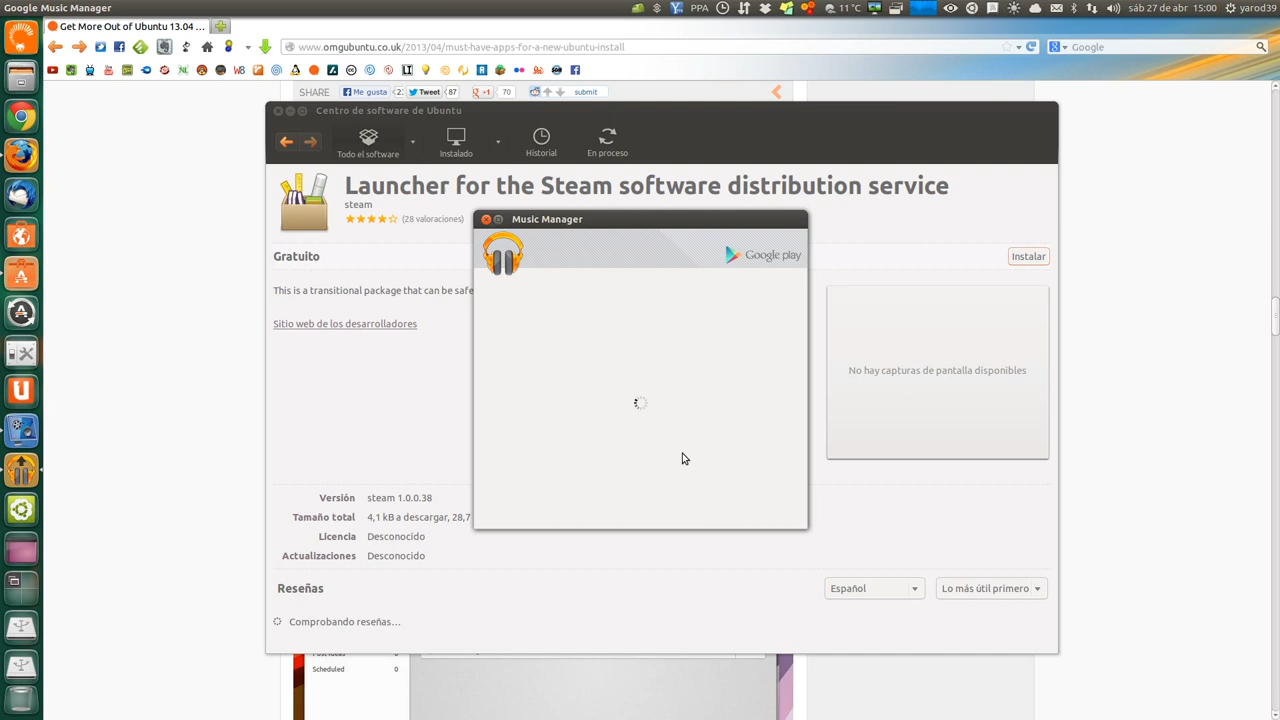 Google Music Manager
PPA
11°C
sáb 27 de abr
15:00
yarod39
Get More Out of Ubuntu 13.04 ...
www.omgubuntu.co.uk/2013/04/must-have-apps-for-a-new-ubuntu-install
Google
SHARE
Me gusta
Tweet
87
+1
70
submit
Centro de software de Ubuntu
Todo el software
Instalado
Historial
En proceso
Launcher for the Steam software distribution service
steam
(28 valoraciones)
Music Manager
Google play
Gratuito
Instalar
This is a transitional package that can be safe
Sitio web de los desarrolladores
No hay capturas de pantalla disponibles
Versión steam 1.0.0.38
Tamaño total 4,1 kB a descargar, 28,7
Licencia Desconocido
Actualizaciones Desconocido
Reseñas
Español
Lo más útil primero
Comprobando reseñas...
Scheduled 0